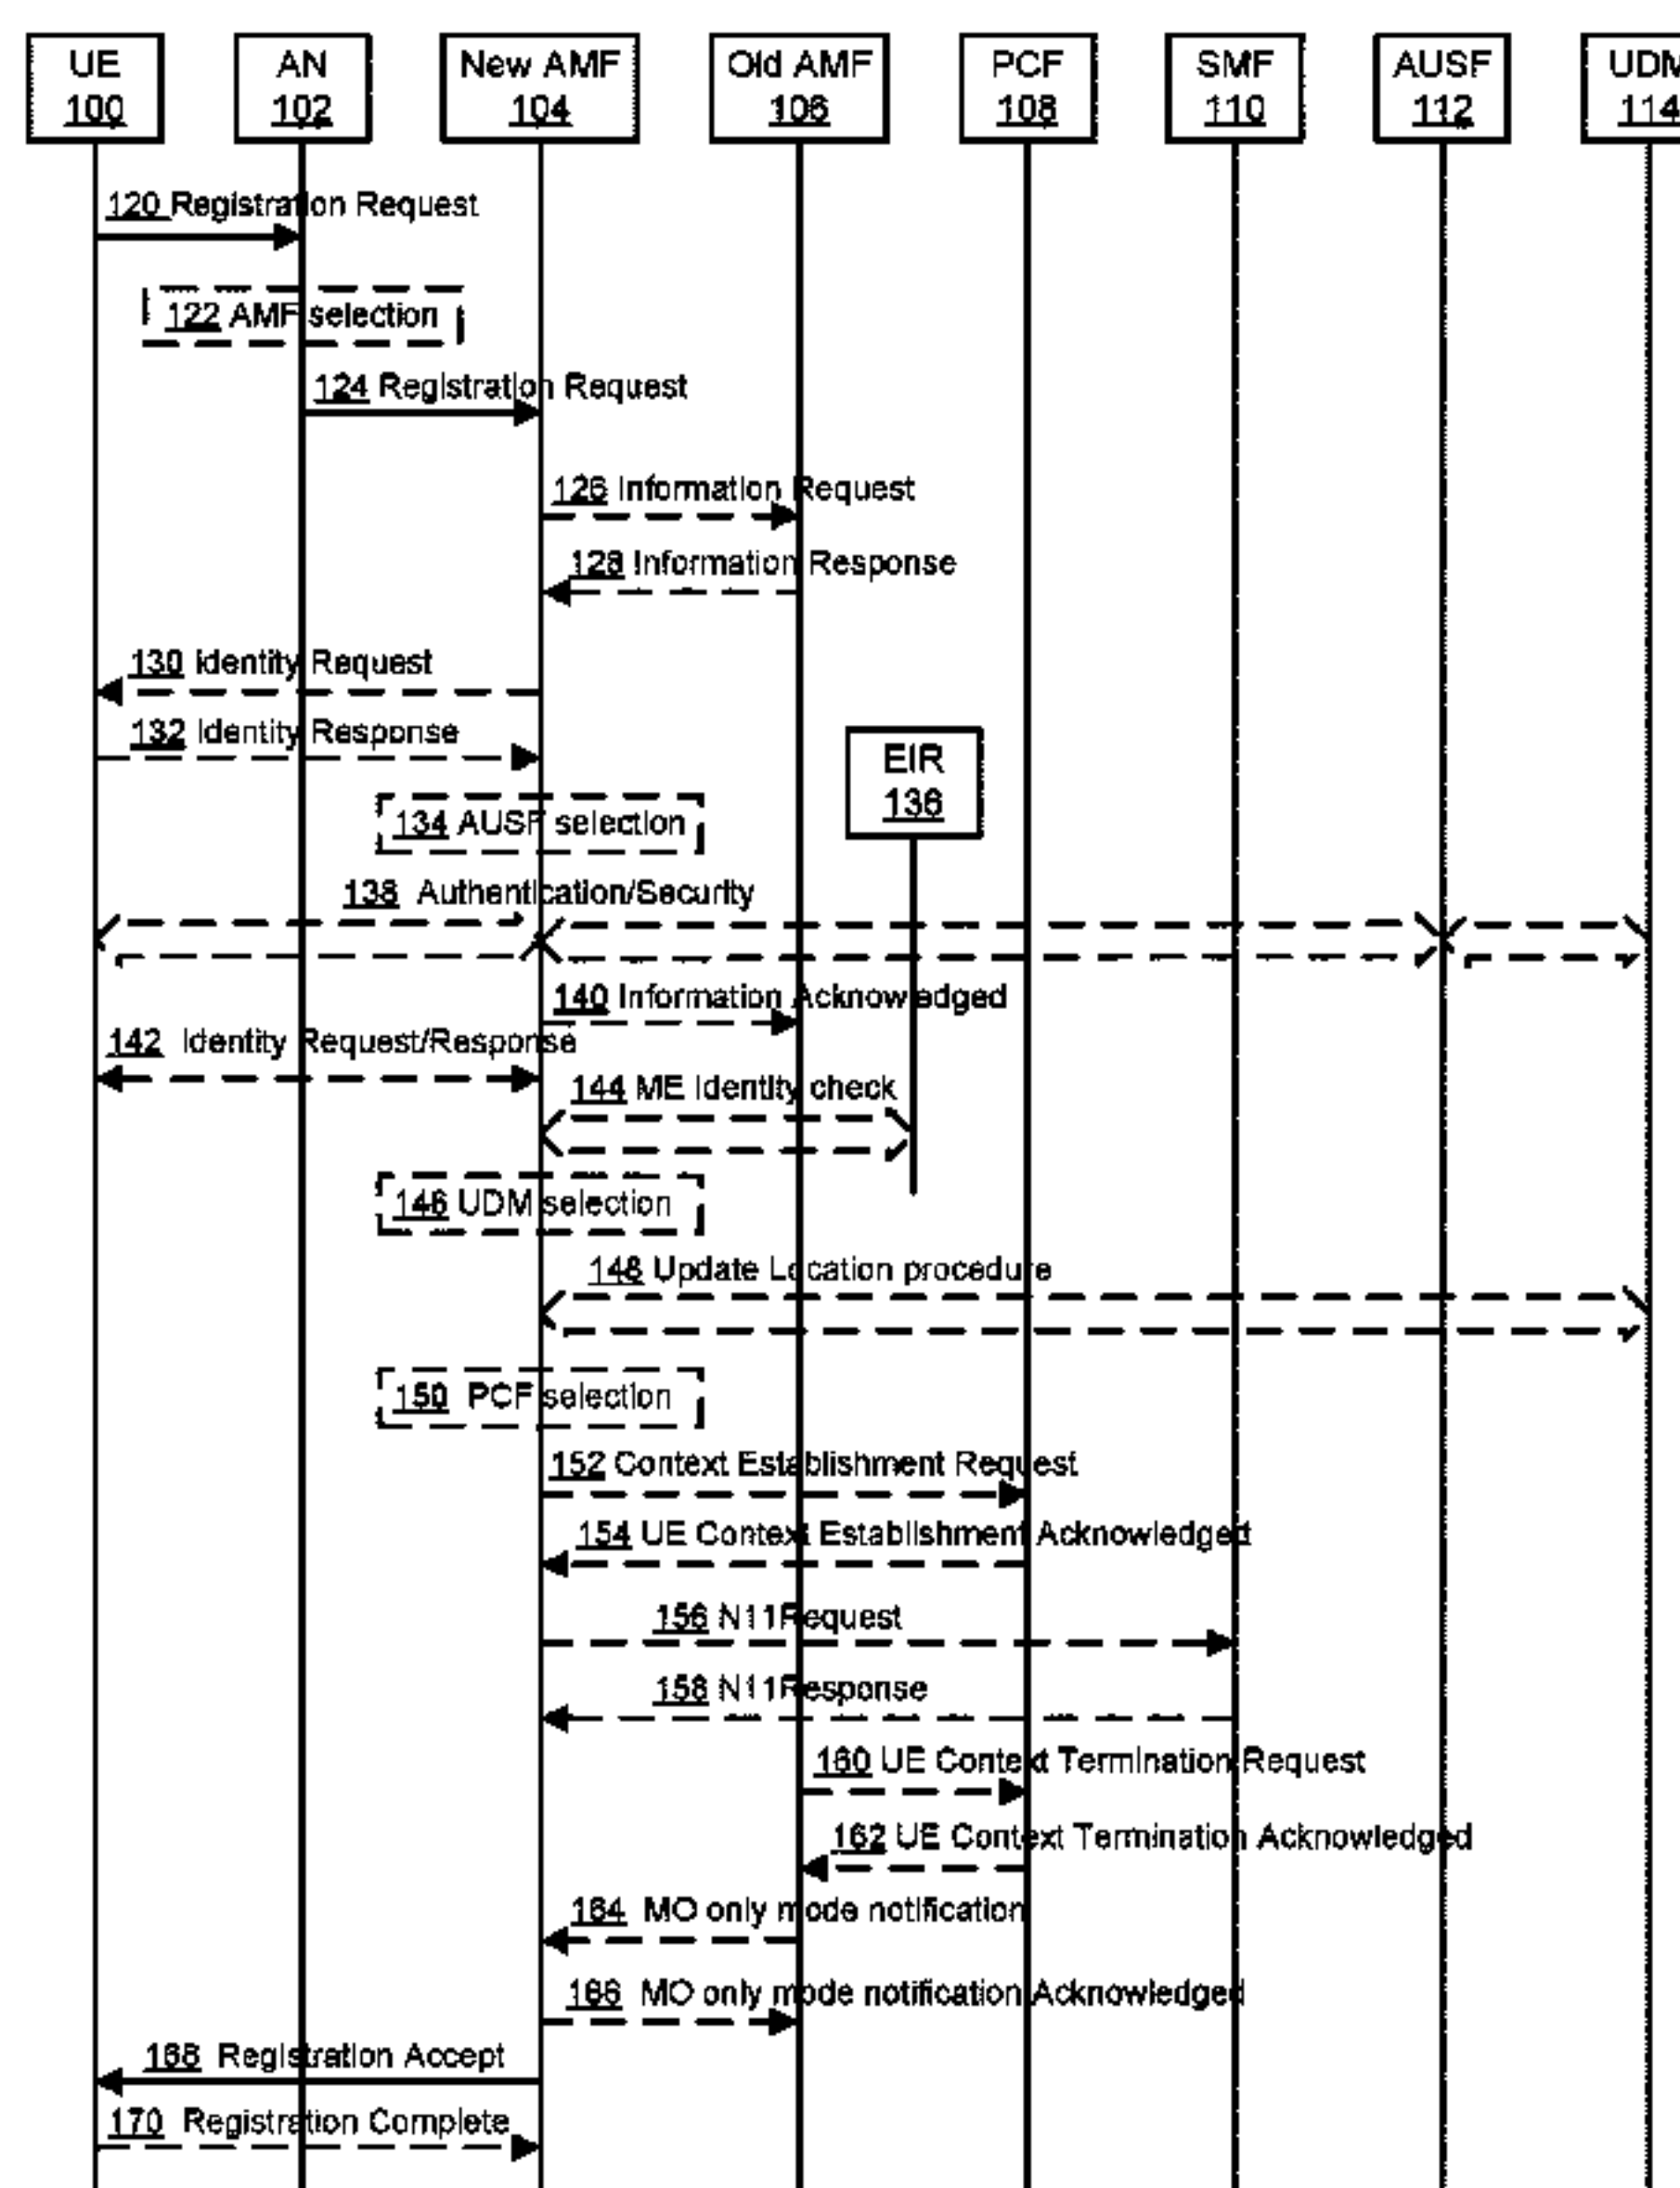 UE
100
AN
102
New AMF
104
Old AMF
106
PCF
108
SMF
110
AUSF
112
UDM
114
120 Registration Request
122 AMF selection
124 Registration Request
126 Information Request
128 Information Response
130 Identity Request
132 Identity Response
EIR
136
134 AUSF selection
138 Authentication/Security
140 Information Acknowledged
142 Identity Request/Response
144 ME Identity check
146 UDM selection
148 Update Location procedure
150 PCF selection
152 Context Establishment Request
154 UE Context Establishment Acknowledged
156 N11Request
158 N11Response
160 UE Context Termination Request
162 UE Context Termination Acknowledged
164 MO only mode notification
166 MO only mode notification Acknowledged
168 Registration Accept
170 Registration Complete